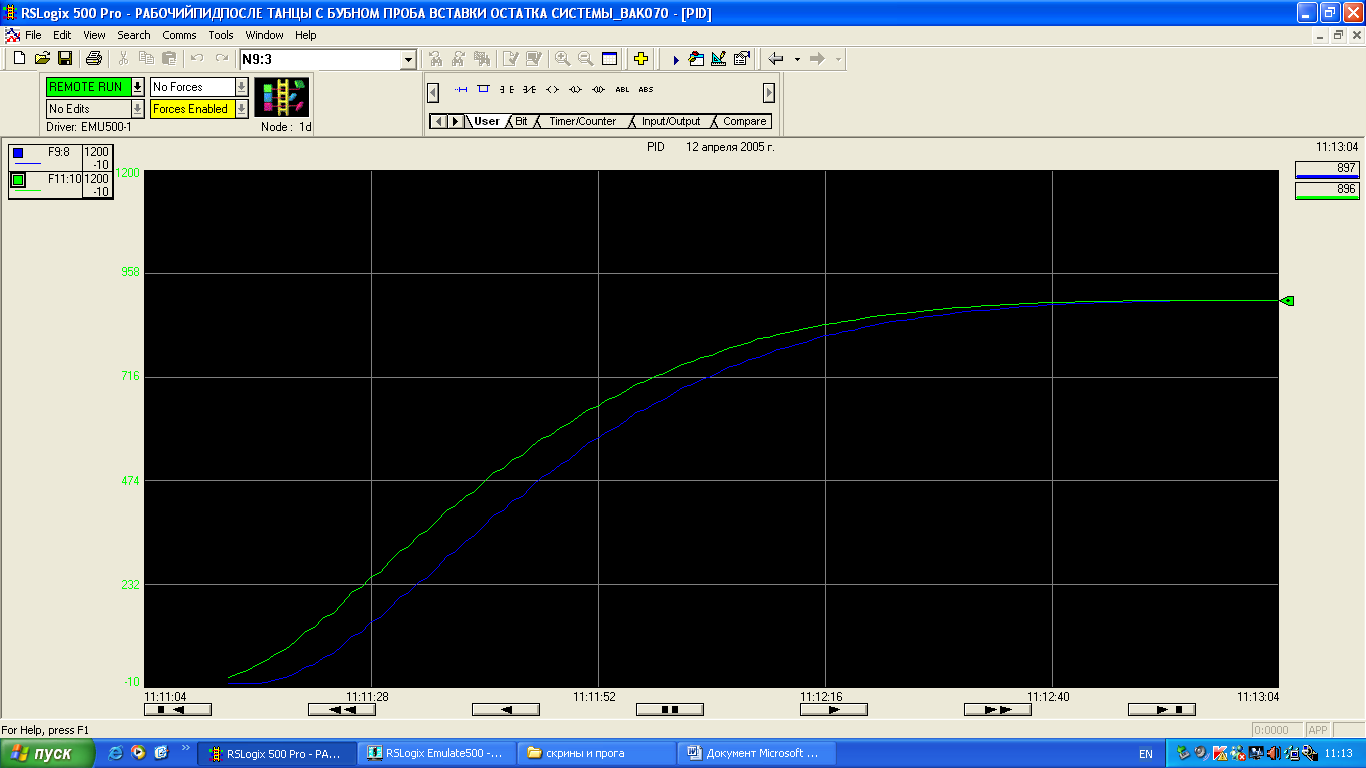 RSLogix 500 Pro - РАБОЧИЙПИДПОСЛЕ ТАНЦЫ С БУБНОМ ПРОБА ВСТАВКИ ОСТАТКА СИСТЕМЫ_BAK070 - [PID]
File Edit View Search Comms Tools Window Help
N9:3
REMOTE RUN No Forces
No Edits Forces Enabled
Driver: EMU500-1 Node : 1d
ABL ABS
User Bit Timer/Counter Input/Output Compare
PID 12 апреля 2005 г. 11:13:04
F9:8 1200
-10
F11:10 1200
-10
897
896
1200
958
716
474
232
-10
11:11:04 11:11:28 11:11:52 11:12:16 11:12:40 11:13:04
For Help, press F1 0:0000 APP
пуск RSLogix 500 Pro - РА... RSLogix Emulate500 -... скрины и прога Документ Microsoft ... EN 11:13